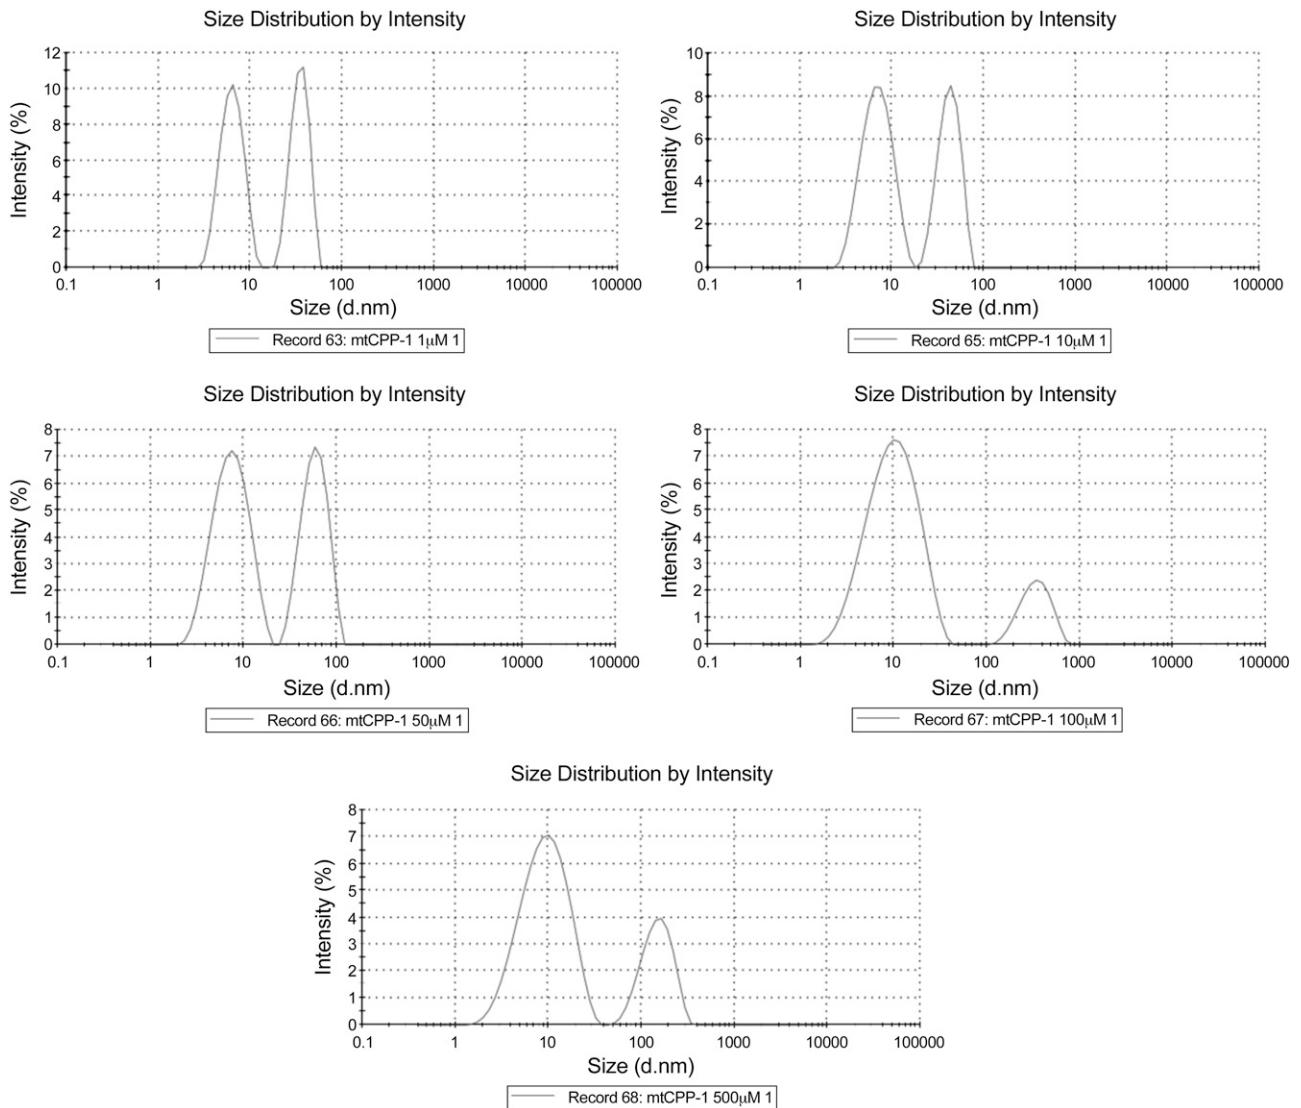 Size Distribution by Intensity
Intensity (%)
12
10
8
6
4
2
0
0.1 1 10 100 1000 10000 100000
Size (d.nm)
Record 63: mtCPP-1 1µM 1
Size Distribution by Intensity
Intensity (%)
10
8
6
4
2
0
0.1 1 10 100 1000 10000 100000
Size (d.nm)
Record 65: mtCPP-1 10µM 1
Size Distribution by Intensity
Intensity (%)
8
7
6
5
4
3
2
1
0
0.1 1 10 100 1000 10000 100000
Size (d.nm)
Record 66: mtCPP-1 50µM 1
Size Distribution by Intensity
Intensity (%)
8
7
6
5
4
3
2
1
0
0.1 1 10 100 1000 10000 100000
Size (d.nm)
Record 67: mtCPP-1 100µM 1
Size Distribution by Intensity
Intensity (%)
8
7
6
5
4
3
2
1
0
0.1 1 10 100 1000 10000 100000
Size (d.nm)
Record 68: mtCPP-1 500µM 1